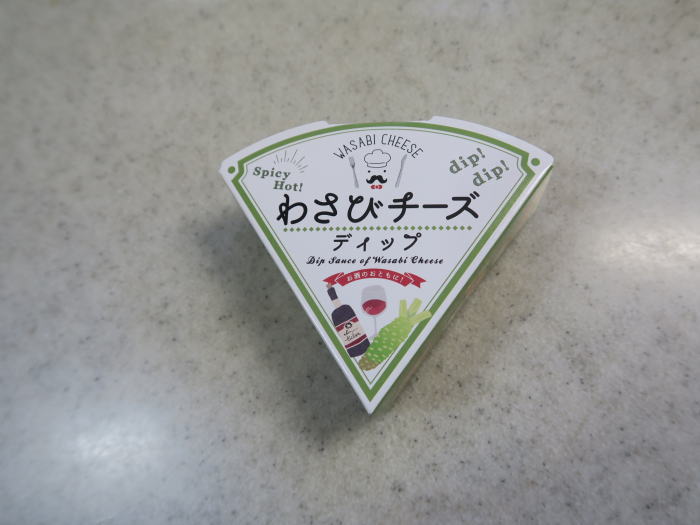 WASABI CHEESE
Spicy
Hot!
dip!
dip!
わさびチーズ
ディップ
Dip Sauce of Wasabi Cheese
お酒のおともに!